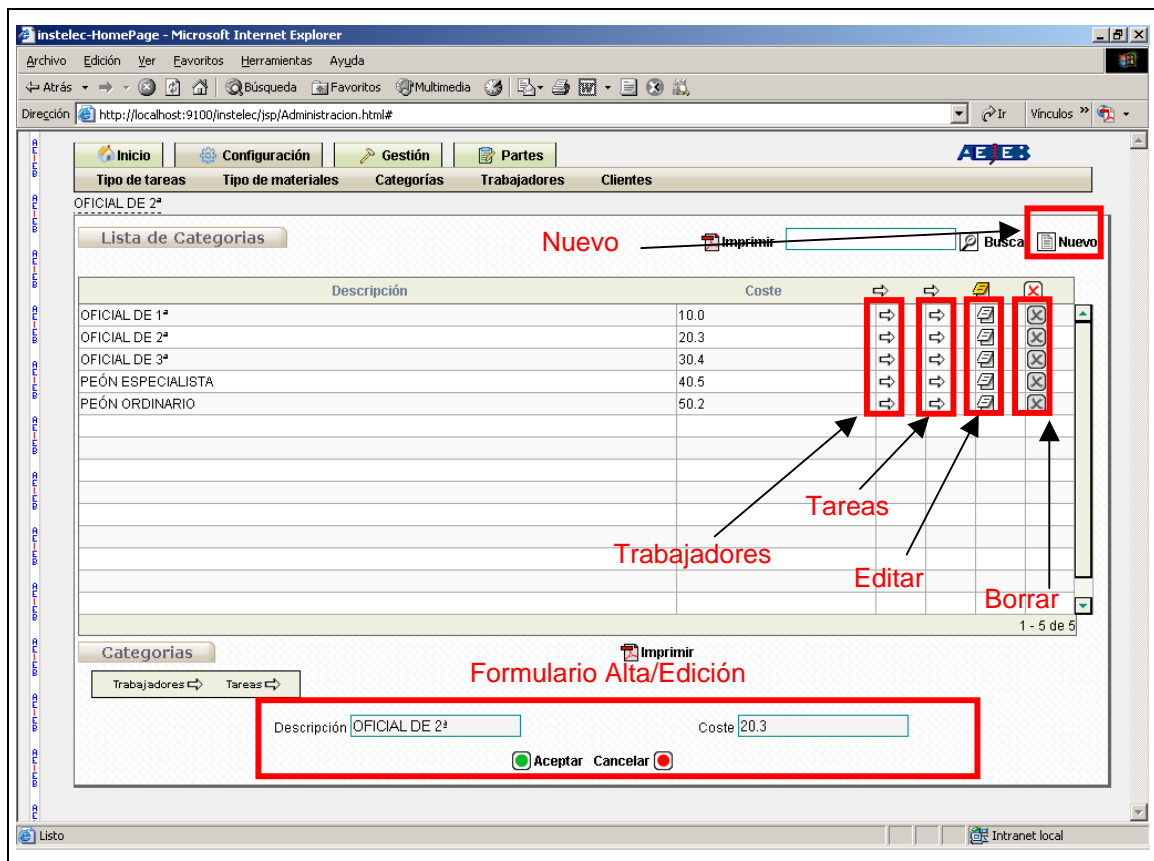 instelec-HomePage - Microsoft Internet Explorer
Archivo Edición Ver Favoritos Herramientas Ayuda
Atrás Búsqueda Favoritos Multimedia
Dirección http://localhost:9100/instelec/jsp/Administracion.html# Ir Vínculos
Inicio Configuración Gestión Partes
Tipo de tareas Tipo de materiales Categorías Trabajadores Clientes
OFICIAL DE 2ª
Lista de Categorias Nuevo Imprimir Busca Nuevo
Descripción Coste
OFICIAL DE 1ª 10.0
OFICIAL DE 2ª 20.3
OFICIAL DE 3ª 30.4
PEÓN ESPECIALISTA 40.5
PEÓN ORDINARIO 50.2
Tareas
Trabajadores
Editar
Borrar
1 - 5 de 5
Categorias Imprimir
Formulario Alta/Edición
Trabajadores Tareas
Descripción OFICIAL DE 2ª Coste 20.3
Aceptar Cancelar
Listo Intranet local